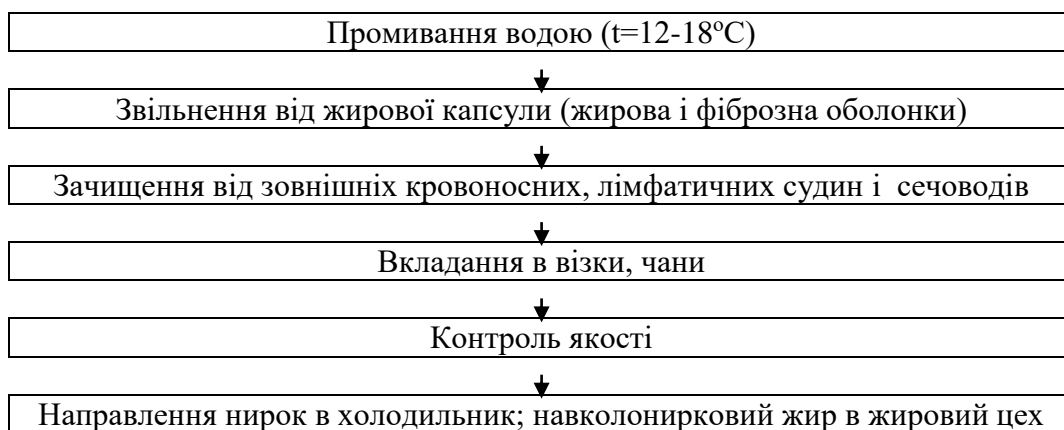 Промивання водою (t=12-18ºС)
Звільнення від жирової капсули (жирова і фіброзна оболонки)
Зачищення від зовнішніх кровоносних, лімфатичних судин і сечоводів
Вкладання в візки, чани
Контроль якості
Направлення нирок в холодильник; навколонирковий жир в жировий цех